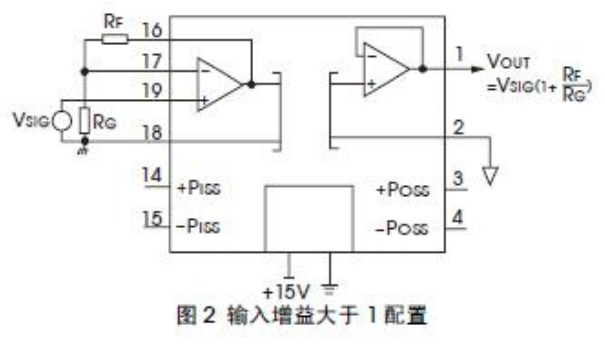 RF
16
17
19
VSIG
RG
18
14
+PISS
15
-PISS
1
VOUT
=VSIG(1+RF/RG)
2
+POSS
3
-POSS
4
+15V
图 2 输入增益大于 1 配置